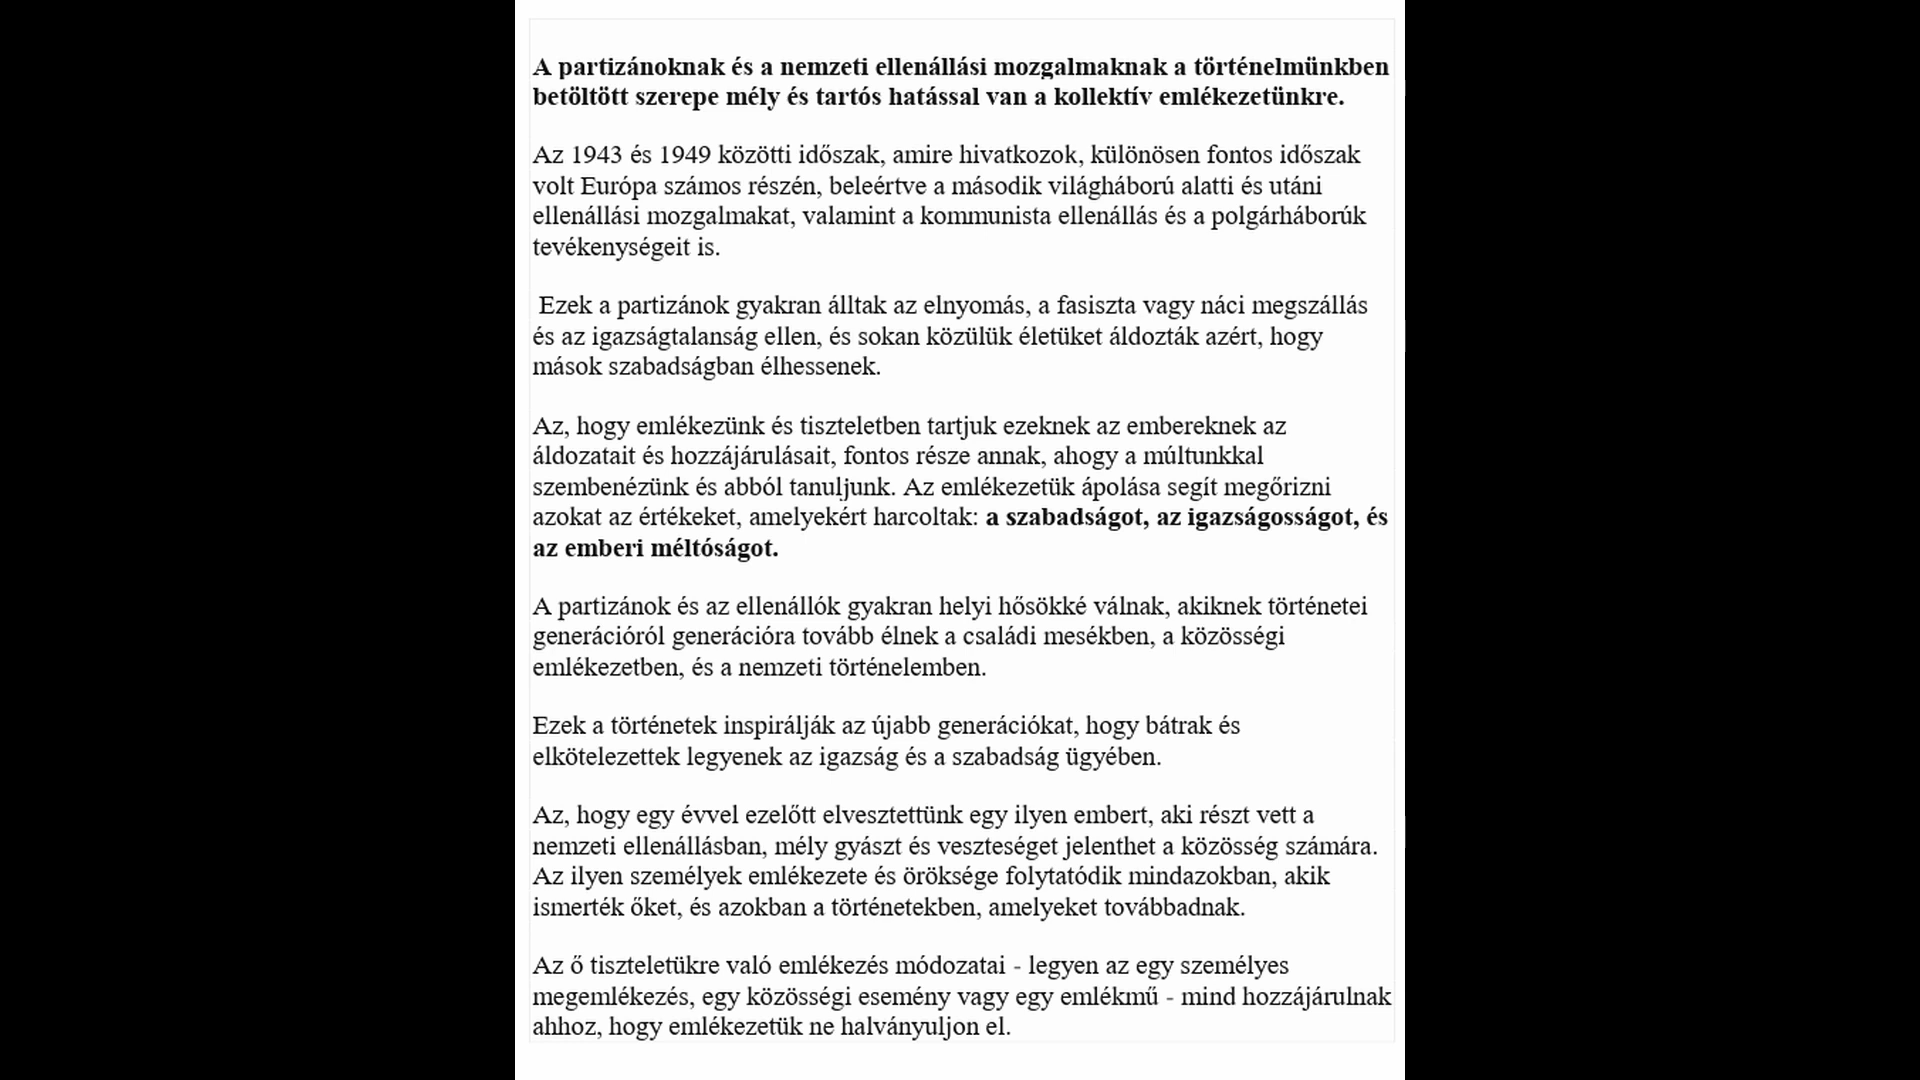 A partizánoknak és a nemzeti ellenállási mozgalmaknak a történelmünkben
betöltött szerepe mély és tartós hatással van a kollektív emlékezetünkre.
Az 1943 és 1949 közötti időszak, amire hivatkozok, különösen fontos időszak
volt Európa számos részén, beleértve a második világháború alatti és utáni
ellenállási mozgalmakat, valamint a kommunista ellenállás és a polgárháborúk
tevékenységeit is.
Ezek a partizánok gyakran álltak az elnyomás, a fasiszta vagy náci megszállás
és az igazságtalanság ellen, és sokan közülük életüket áldozták azért, hogy
mások szabadságban élhessenek.
Az, hogy emlékezünk és tiszteletben tartjuk ezeknek az embereknek az
áldozatait és hozzájárulásait, fontos része annak, ahogy a múltunkkal
szembenézünk és abból tanuljunk. Az emlékezetük ápolása segít megőrizni
azokat az értékeket, amelyekért harcoltak: a szabadságot, az igazságosságot, és
az emberi méltóságot.
A partizánok és az ellenállók gyakran helyi hősökké válnak, akiknek történetei
generációról generációra tovább élnek a családi mesékben, a közösségi
emlékezetben, és a nemzeti történelemben.
Ezek a történetek inspirálják az újabb generációkat, hogy bátrak és
elkötelezettek legyenek az igazság és a szabadság ügyében.
Az, hogy egy évvel ezelőtt elvesztettünk egy ilyen embert, aki részt vett a
nemzeti ellenállásban, mély gyászt és veszteséget jelenthet a közösség számára.
Az ilyen személyek emlékezete és öröksége folytatódik mindazokban, akik
ismerték őket, és azokban a történetekben, amelyeket továbbadnak.
Az ő tiszteletükre való emlékezés módozatai - legyen az egy személyes
megemlékezés, egy közösségi esemény vagy egy emlékmű - mind hozzájárulnak
ahhoz, hogy emlékezetük ne halványuljon el.